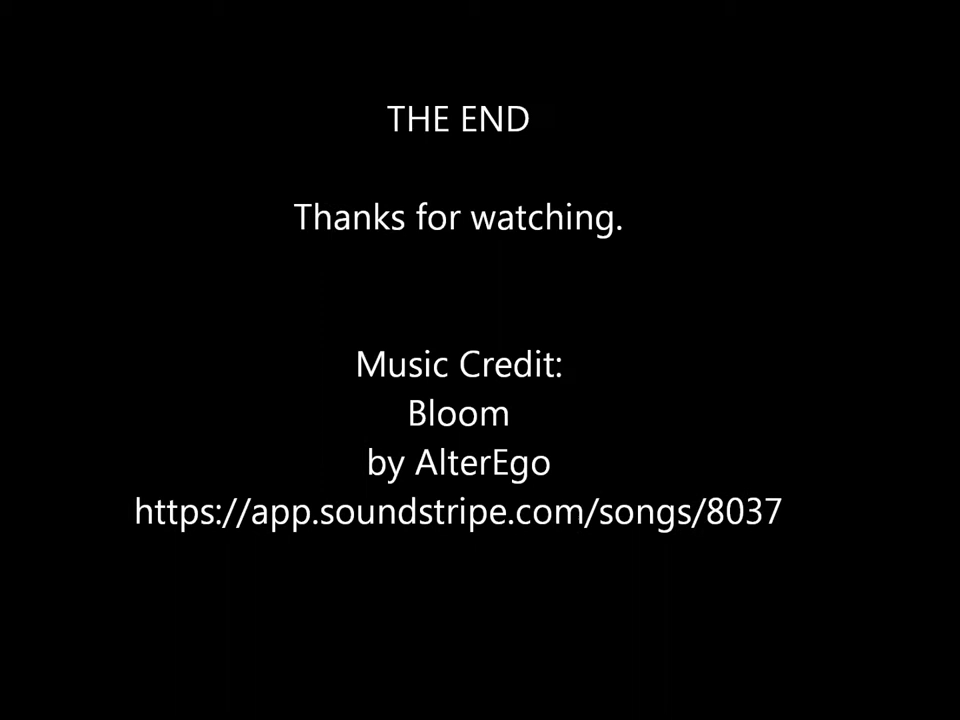 THE END
Thanks for watching.
Music Credit:
Bloom
by AlterEgo
https://app.soundstripe.com/songs/8037